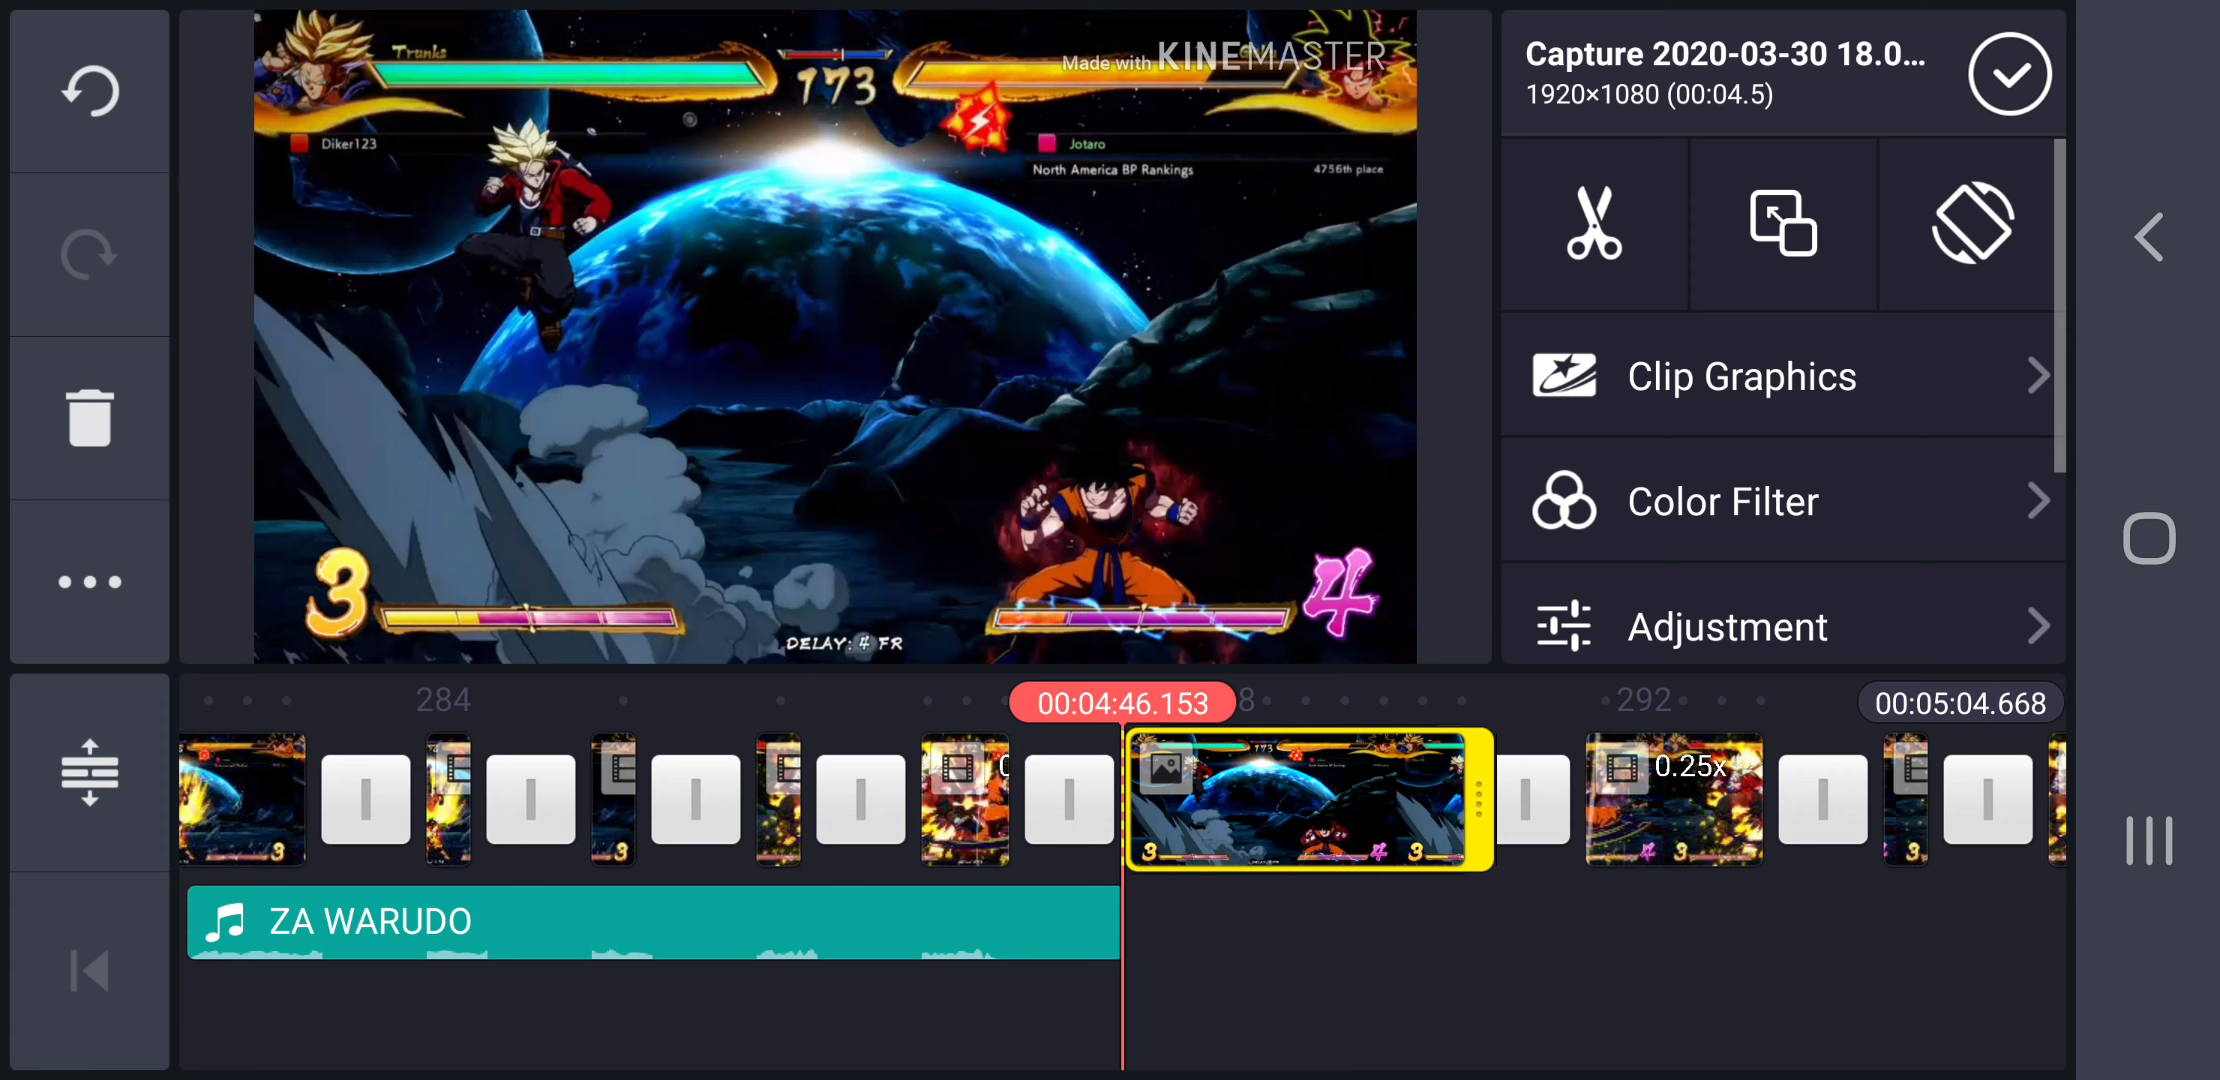 Trunks
173
Made with KINEMASTER
Diker123
Jotaro
North America BP Rankings
4756th place
3
4
DELAY: 4 FR
Capture 2020-03-30 18.0...
1920×1080 (00:04.5)
Clip Graphics
Color Filter
Adjustment
284
00:04:46.153
8
292
00:05:04.668
0.25x
ZA WARUDO